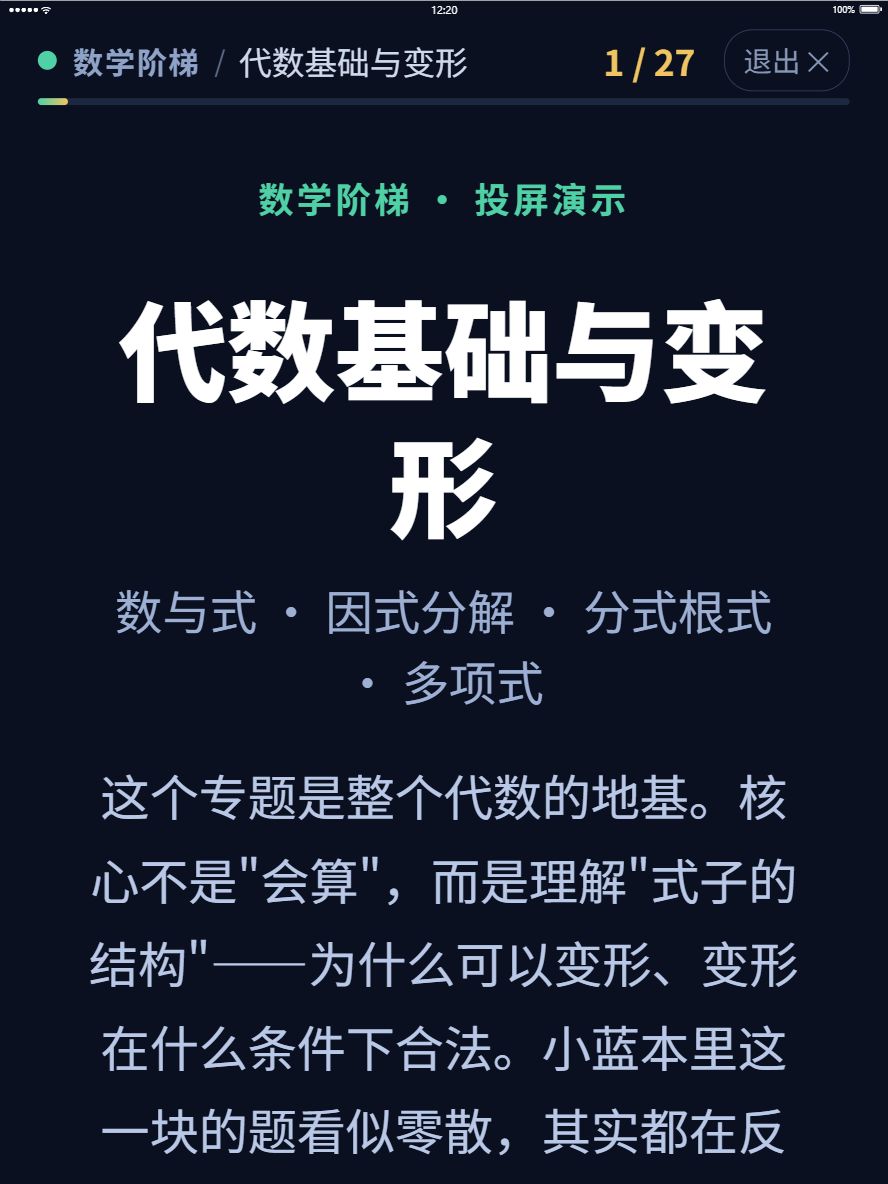 12:20
100%
数学阶梯 / 代数基础与变形
1 / 27
退出×
数学阶梯 · 投屏演示
代数基础与变
形
数与式 · 因式分解 · 分式根式
· 多项式
这个专题是整个代数的地基。核
心不是"会算"，而是理解"式子的
结构"——为什么可以变形、变形
在什么条件下合法。小蓝本里这
一块的题看似零散，其实都在反